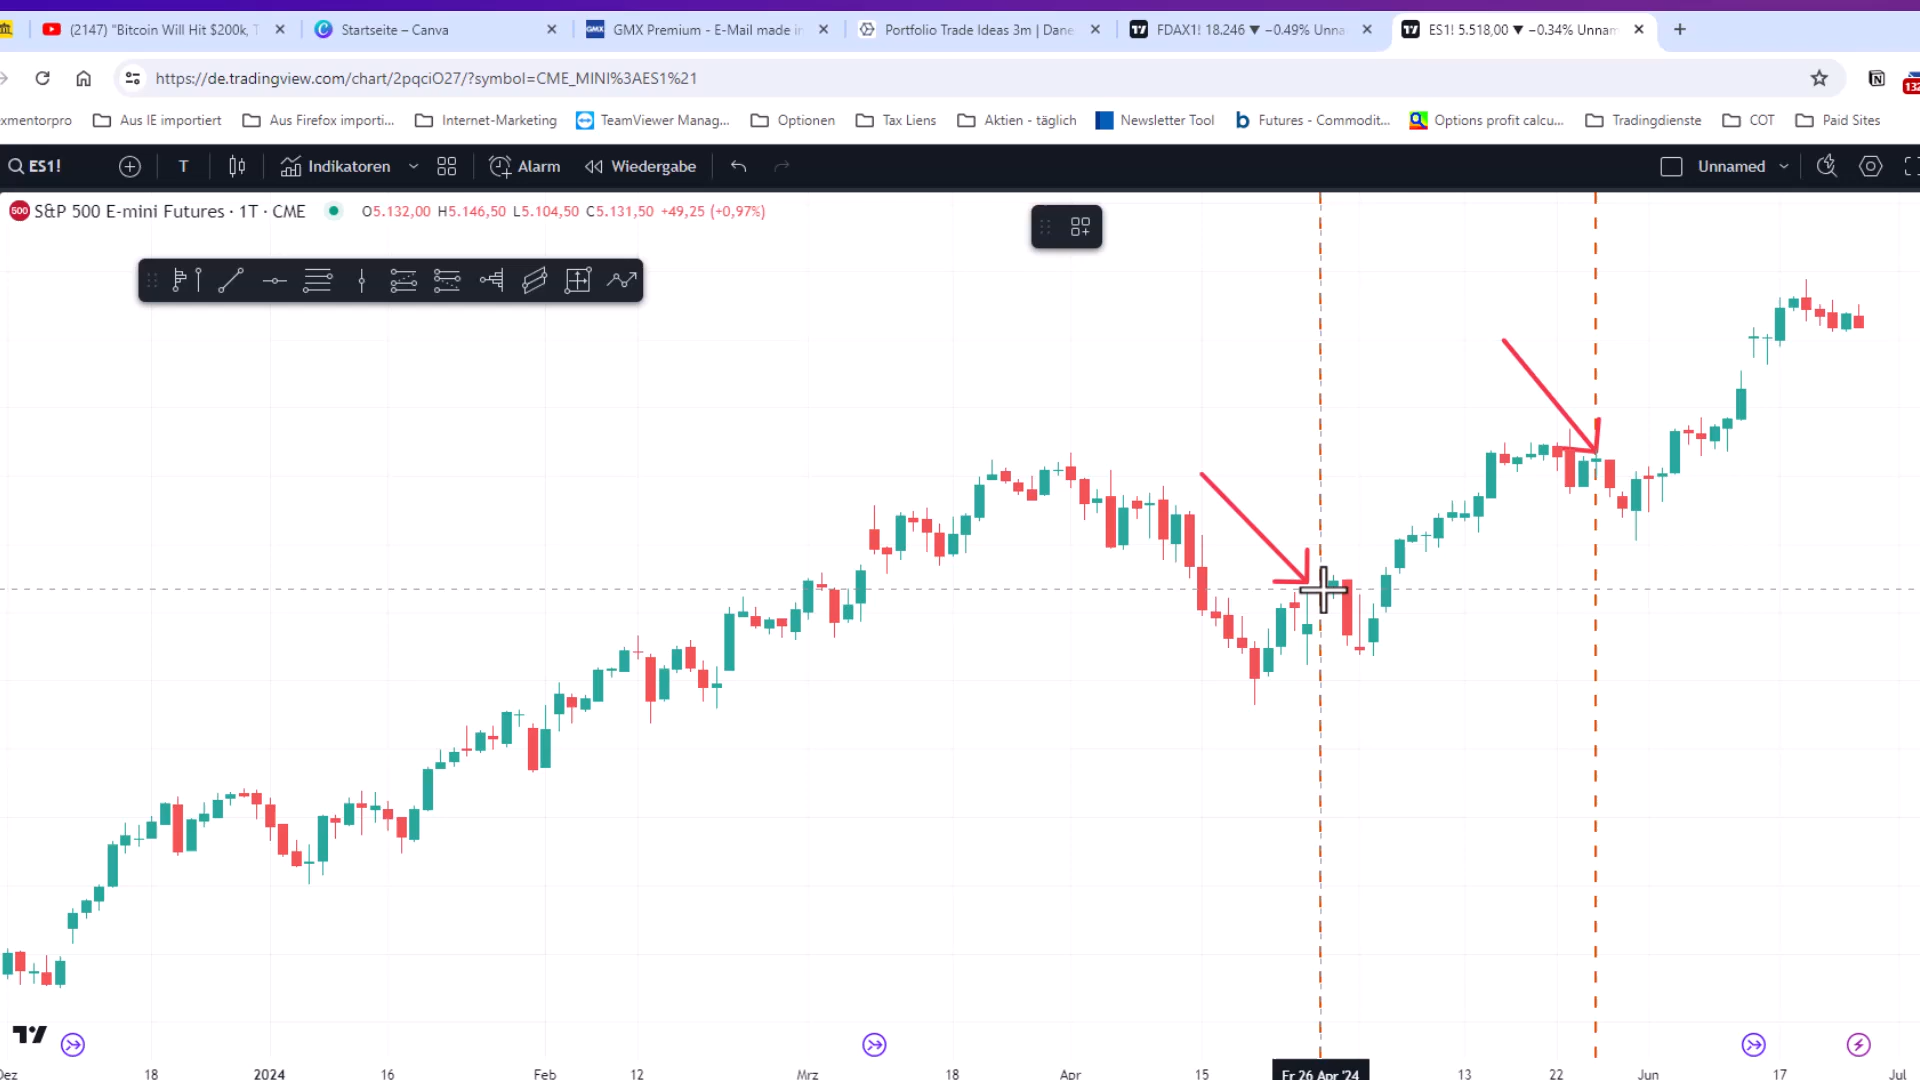 (2147) "Bitcoin Will Hit $200k, T
Startseite – Canva
GMX GMX Premium - E-Mail made in
Portfolio Trade Ideas 3m | Dane
FDAX1! 18.246 ▼ −0.49% Unna
ES1! 5.518,00 ▼ −0.34% Unnam
https://de.tradingview.com/chart/2pqciO27/?symbol=CME_MINI%3AES1%21
132
xmentorpro
Aus IE importiert
Aus Firefox importi...
Internet-Marketing
TeamViewer Manag...
Optionen
Tax Liens
Aktien - täglich
Newsletter Tool
Futures - Commodit...
Options profit calcu...
Tradingdienste
COT
Paid Sites
ES1!
T
Indikatoren
Alarm
Wiedergabe
Unnamed
500 S&P 500 E-mini Futures · 1T · CME
O5.132,00 H5.146,50 L5.104,50 C5.131,50 +49,25 (+0,97%)
Dez 18 2024 16 Feb 12 Mrz 18 Apr 15 Fr 26 Apr '24 13 22 Jun 17 Jul